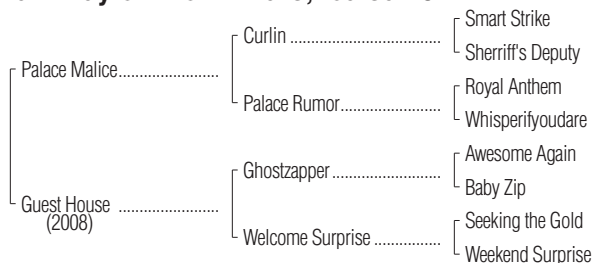 Curlin ..............................
Smart Strike
Sherriff's Deputy
Palace Malice....................
Palace Rumor....................
Royal Anthem
Whisperifyoudare
Ghostzapper......................
Awesome Again
Baby Zip
Guest House ....................
(2008)
Welcome Surprise .............
Seeking the Gold
Weekend Surprise